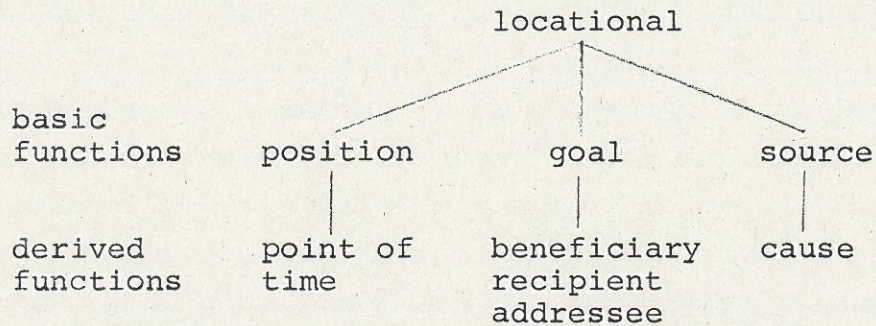 locational
basic
functions position goal source
derived point of beneficiary cause
functions time recipient
addressee